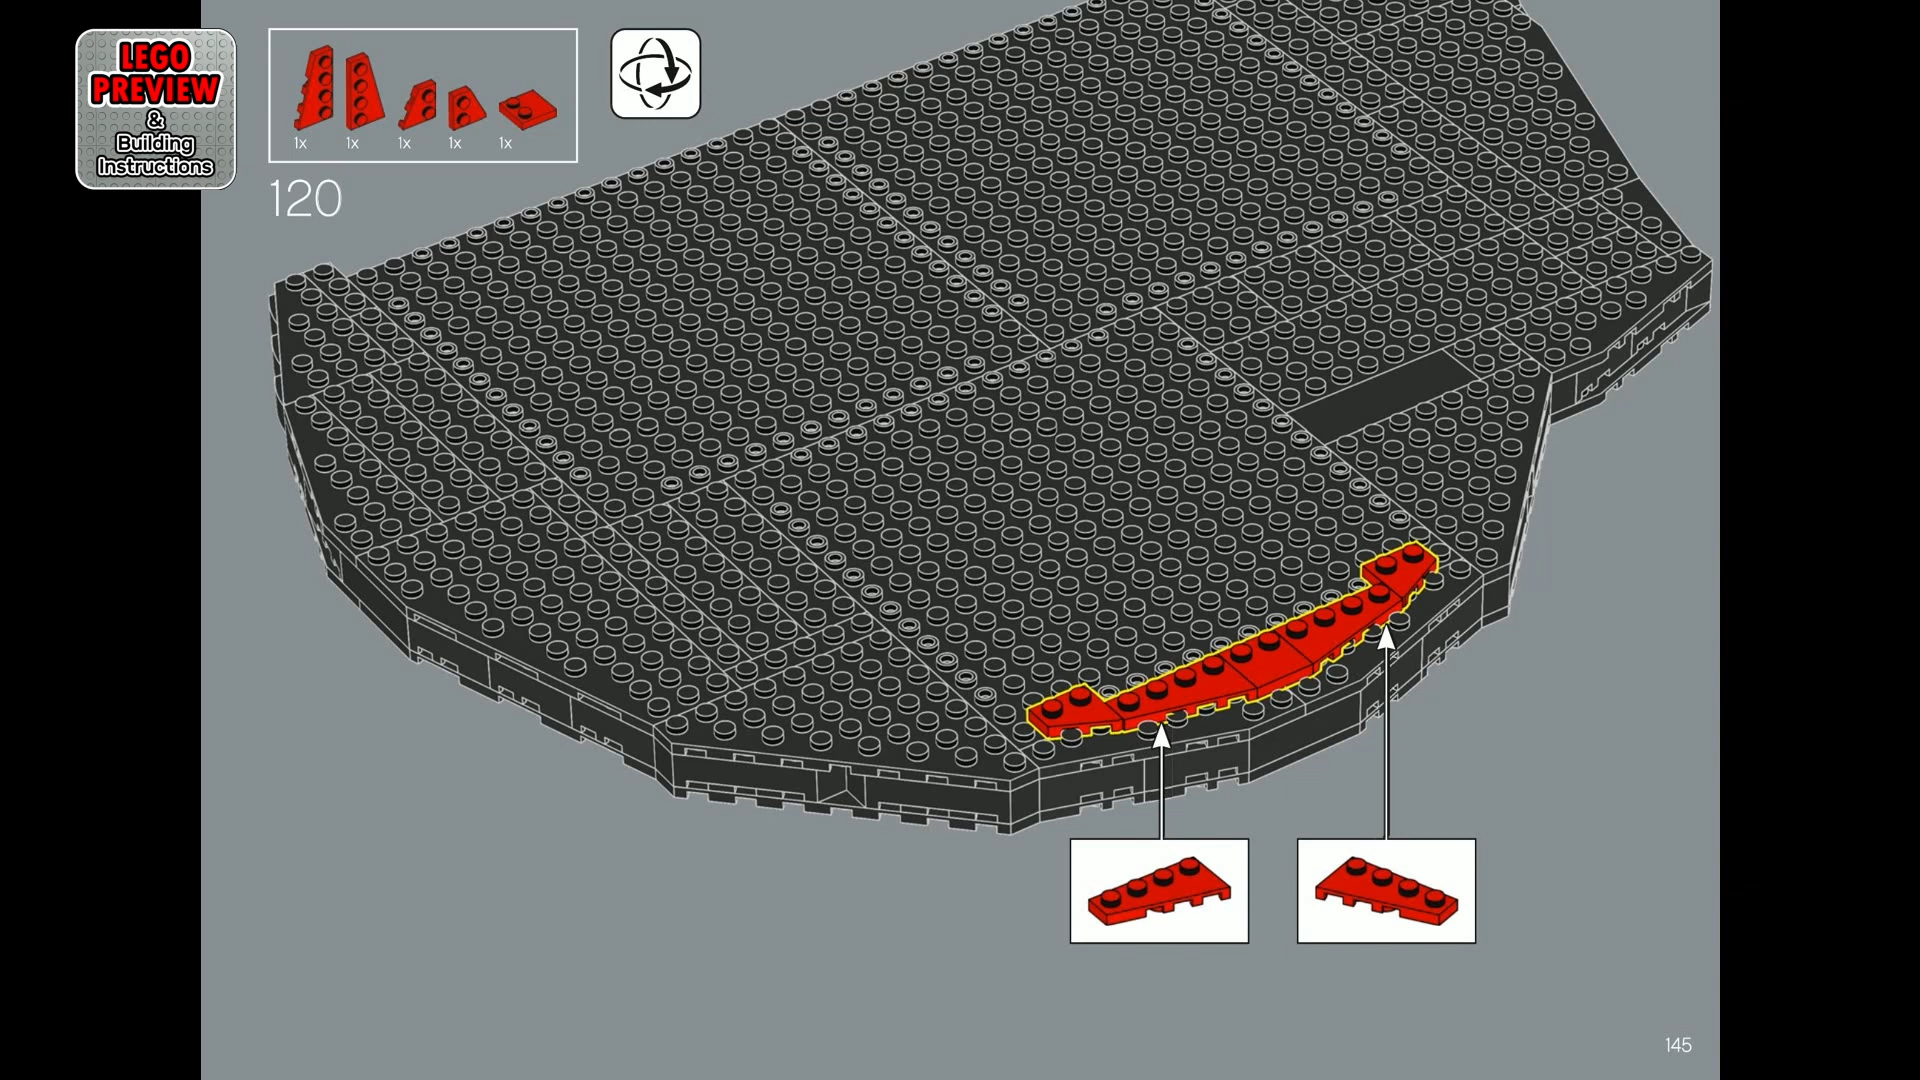 LEGO
PREVIEW
&
Building
Instructions
1x 1x 1x 1x 1x
120
145